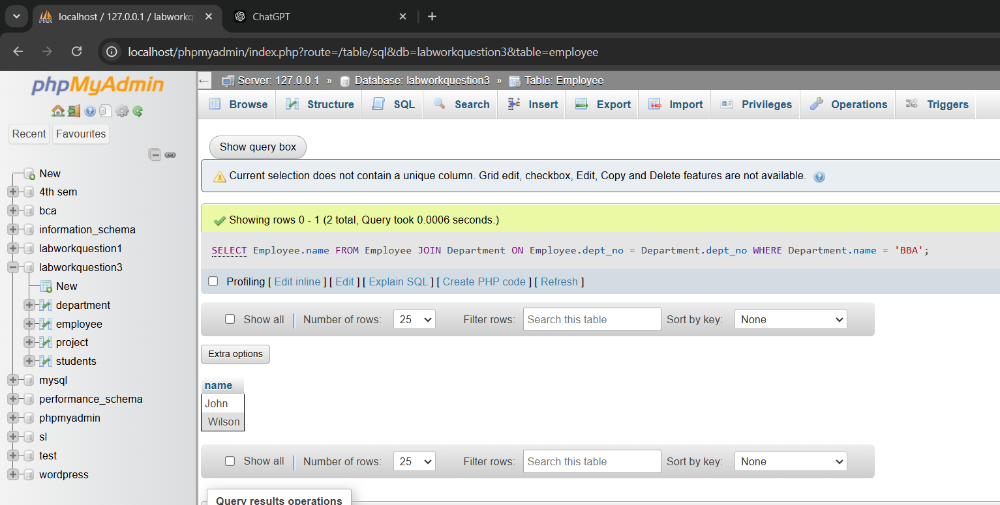 localhost / 127.0.0.1 / labworkq
ChatGPT
localhost/phpmyadmin/index.php?route=/table/sql&db=labworkquestion3&table=employee
phpMyAdmin
Recent Favourites
New
4th sem
bca
information_schema
labworkquestion1
labworkquestion3
New
department
employee
project
students
mysql
performance_schema
phpmyadmin
sl
test
wordpress
Server: 127.0.0.1 » Database: labworkquestion3 » Table: Employee
Browse Structure SQL Search Insert Export Import Privileges Operations Triggers
Show query box
Current selection does not contain a unique column. Grid edit, checkbox, Edit, Copy and Delete features are not available.
Showing rows 0 - 1 (2 total, Query took 0.0006 seconds.)
SELECT Employee.name FROM Employee JOIN Department ON Employee.dept_no = Department.dept_no WHERE Department.name = 'BBA';
Profiling [ Edit inline ] [ Edit ] [ Explain SQL ] [ Create PHP code ] [ Refresh ]
Show all Number of rows: 25 Filter rows: Search this table Sort by key: None
Extra options
name
John
Wilson
Show all Number of rows: 25 Filter rows: Search this table Sort by key: None
Query results operations